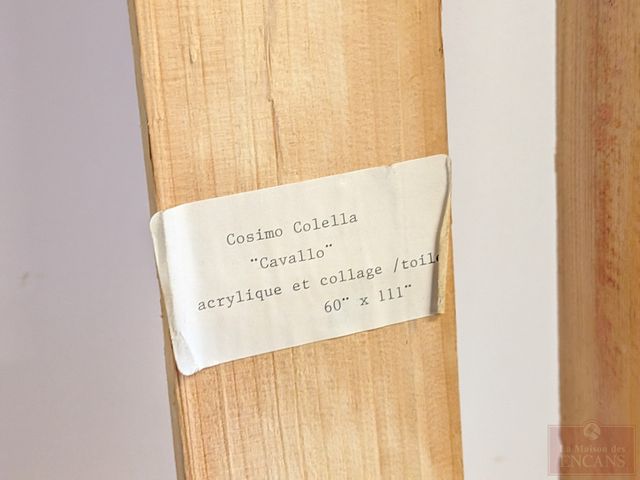 Cosimo Colella
¨Cavallo¨
acrylique et collage /toile
60¨ x 111¨
La Maison des
ENCANS